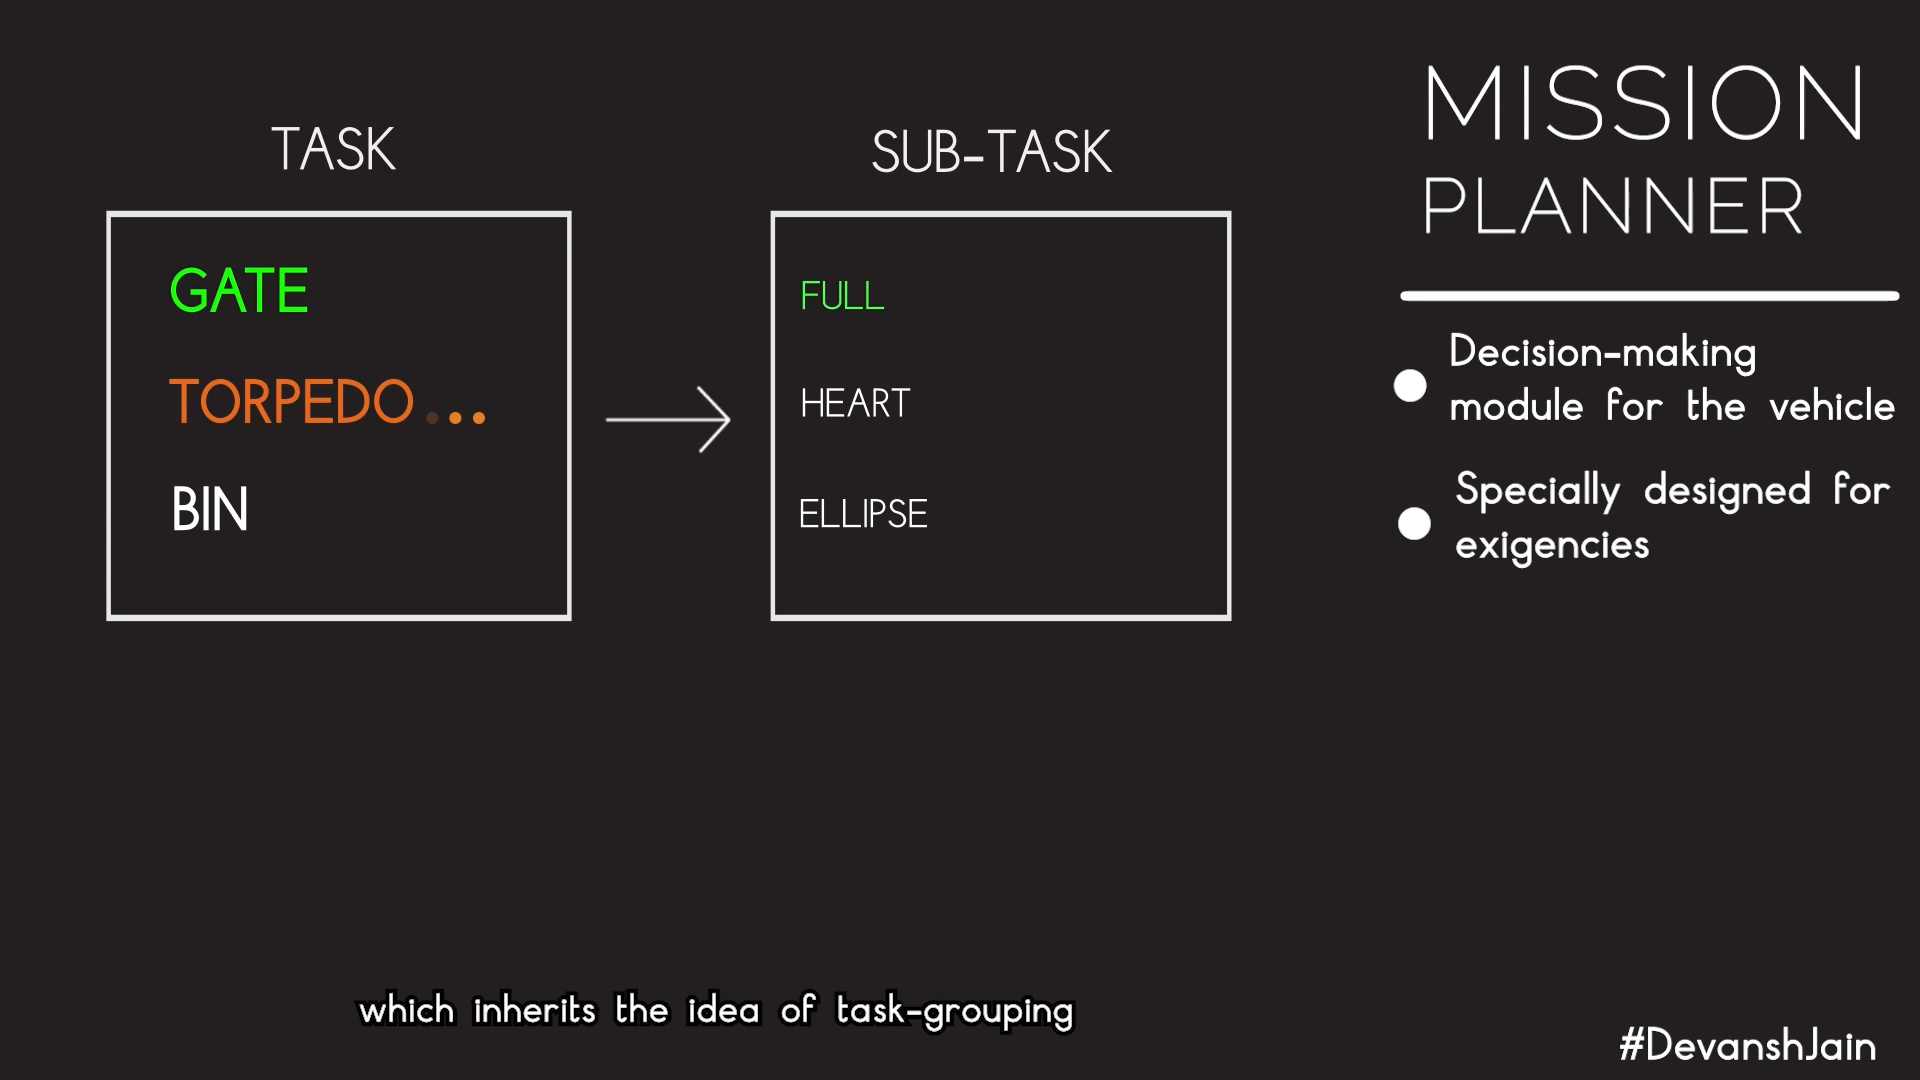 TASK
GATE
TORPEDO...
BIN
SUB-TASK
FULL
HEART
ELLIPSE
MISSION
PLANNER
Decision-making
module for the vehicle
Specially designed for
exigencies
which inherits the idea of task-grouping
#DevanshJain